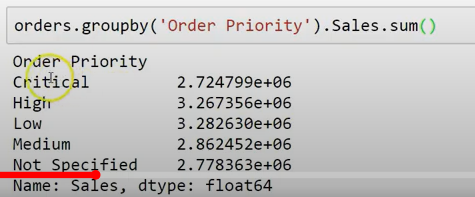 orders.groupby('Order Priority').Sales.sum()
Order Priority
Critical 2.724799e+06
High 3.267356e+06
Low 3.282630e+06
Medium 2.862452e+06
Not Specified 2.778363e+06
Name: Sales, dtype: float64